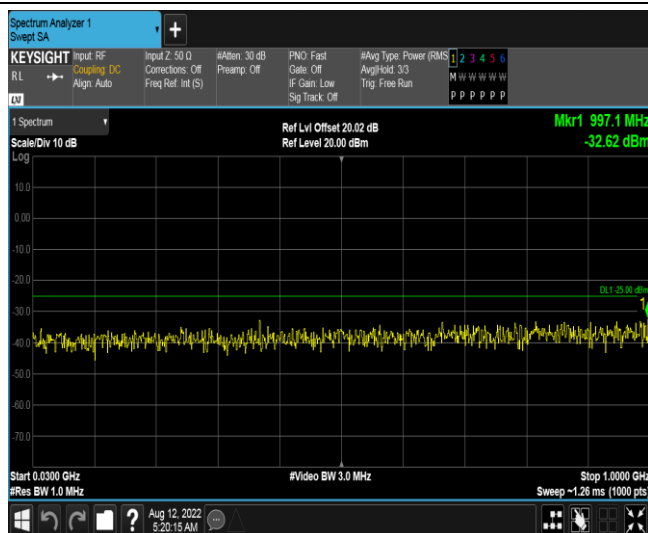 Spectrum Analyzer 1
Swept SA
KEYSIGHT
RL
LXI
Input: RF
Coupling: DC
Align: Auto
Input Z: 50 Ω
Corrections: Off
Freq Ref: Int (S)
#Atten: 30 dB
Preamp: Off
PNO: Fast
Gate: Off
IF Gain: Low
Sig Track: Off
#Avg Type: Power (RMS
Avg|Hold: 3/3
Trig: Free Run
1 2 3 4 5 6
M W W W W W
P P P P P P
1 Spectrum
Scale/Div 10 dB
Ref Lvl Offset 20.02 dB
Ref Level 20.00 dBm
Mkr1 997.1 MHz
-32.62 dBm
Log
10.0
0.00
-10.0
-20.0
DL1 -25.00 dBm
1
-30.0
-40.0
-50.0
-60.0
-70.0
Start 0.0300 GHz
#Video BW 3.0 MHz
Stop 1.0000 GHz
#Res BW 1.0 MHz
Sweep ~1.26 ms (1000 pts)
?
Aug 12, 2022
5:20:15 AM